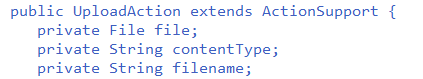 public UploadAction extends ActionSupport {
private File file;
private String contentType;
private String filename;